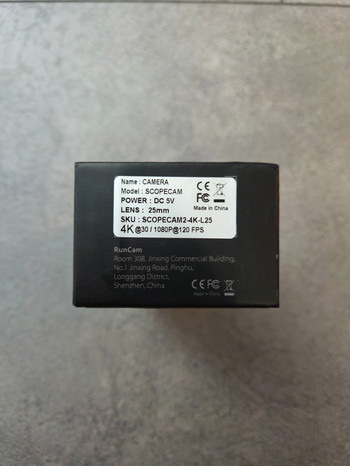 Name : CAMERA
Model : SCOPECAM
POWER : DC 5V
LENS : 25mm
SKU : SCOPECAM2-4K-L25
4K@30 / 1080P@120 FPS
CE
FC
Made in China
RunCam
Room 308, Jinxing Commercial Building,
No.1 Jinxing Road, Pinghu,
Longgang District,
Shenzhen, China
CE FC
Made in China